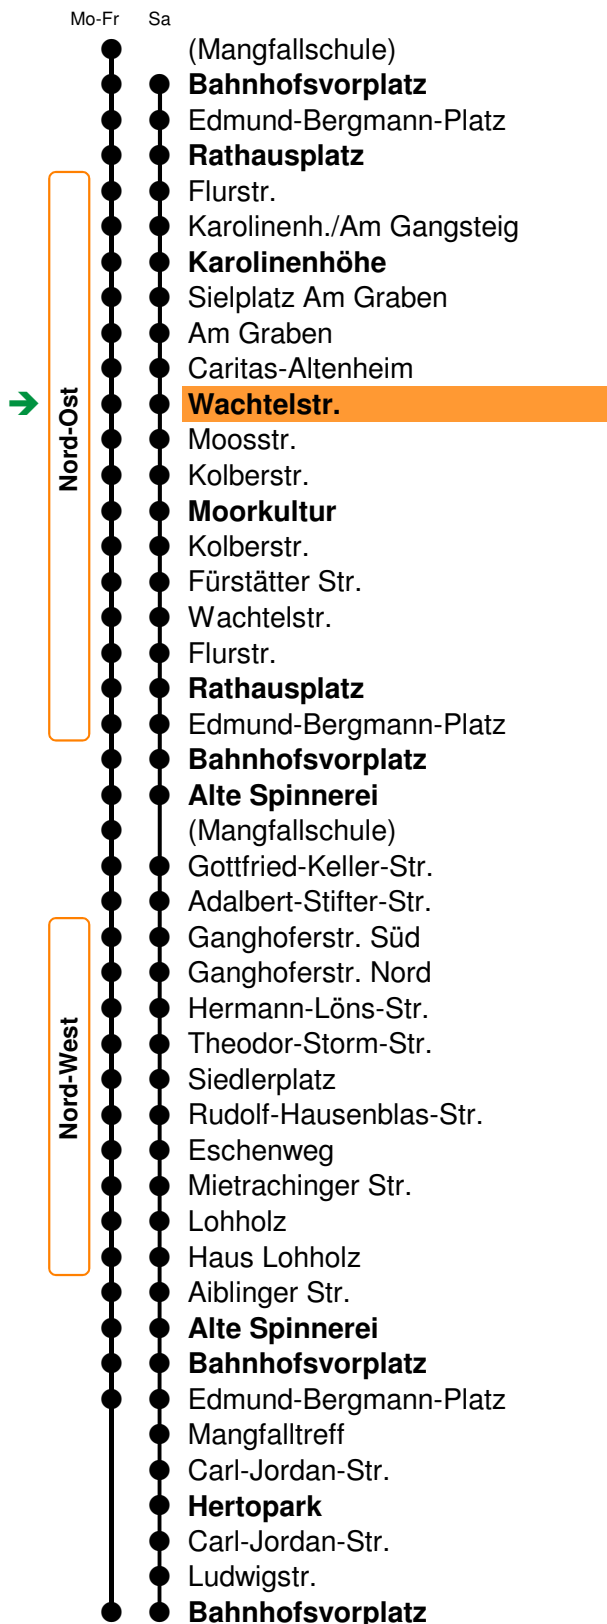 Mo-Fr Sa
(Mangfallschule)
Bahnhofsvorplatz
Edmund-Bergmann-Platz
Rathausplatz
Flurstr.
Karolinenh./Am Gangsteig
Karolinenhöhe
Sielplatz Am Graben
Am Graben
Caritas-Altenheim
Wachtelstr.
Moosstr.
Kolberstr.
Moorkultur
Kolberstr.
Fürstätter Str.
Wachtelstr.
Flurstr.
Rathausplatz
Edmund-Bergmann-Platz
Nord-Ost
Bahnhofsvorplatz
Alte Spinnerei
(Mangfallschule)
Gottfried-Keller-Str.
Adalbert-Stifter-Str.
Ganghoferstr. Süd
Ganghoferstr. Nord
Hermann-Löns-Str.
Theodor-Storm-Str.
Siedlerplatz
Rudolf-Hausenblas-Str.
Eschenweg
Mietrachinger Str.
Lohholz
Haus Lohholz
Nord-West
Aiblinger Str.
Alte Spinnerei
Bahnhofsvorplatz
Edmund-Bergmann-Platz
Mangfalltreff
Carl-Jordan-Str.
Hertopark
Carl-Jordan-Str.
Ludwigstr.
Bahnhofsvorplatz